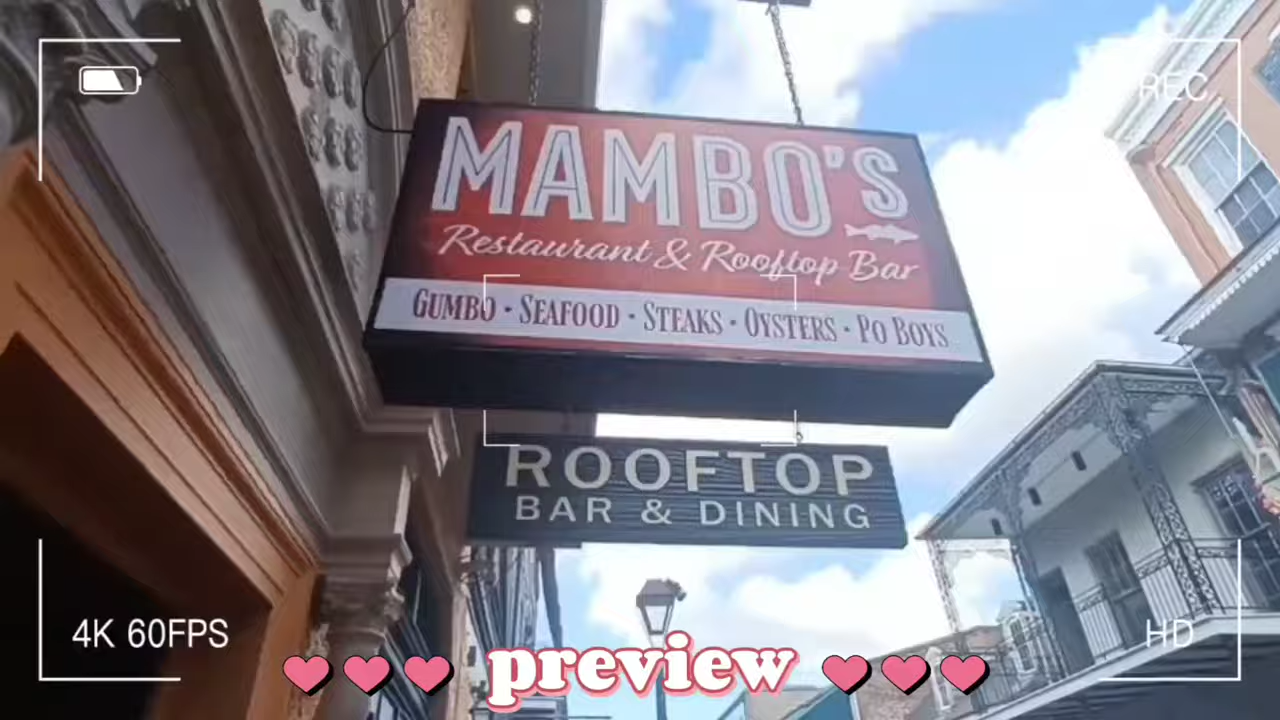 REC
MAMBO'S
Restaurant & Rooftop Bar
GUMBO · SEAFOOD · STEAKS · OYSTERS · PO BOYS
ROOFTOP
BAR & DINING
4K 60FPS
HD
preview